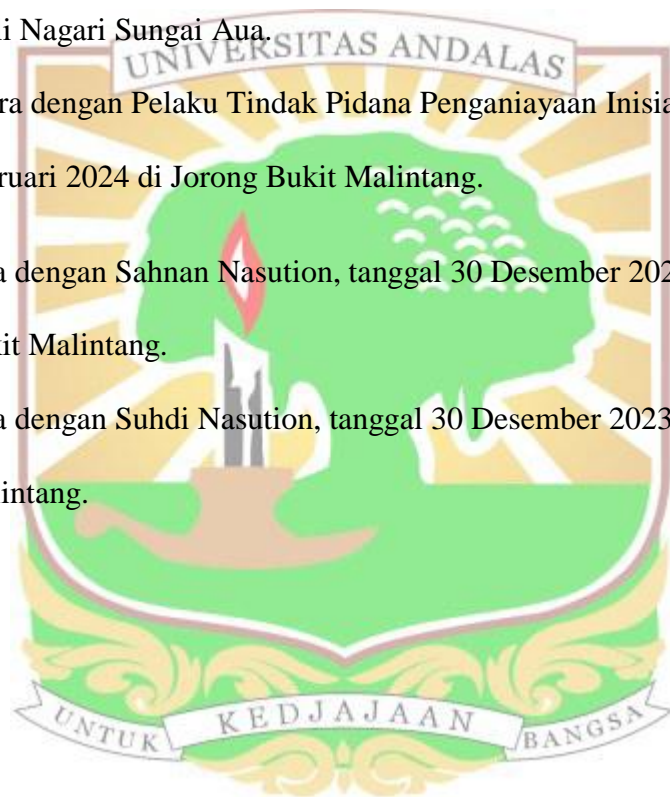 i Nagari Sungai Aua.
UNIVERSITAS ANDALAS
ra dengan Pelaku Tindak Pidana Penganiayaan Inisia
ruari 2024 di Jorong Bukit Malintang.
a dengan Sahnan Nasution, tanggal 30 Desember 202
it Malintang.
a dengan Suhdi Nasution, tanggal 30 Desember 2023
lintang.
UNTUK KEDJAJAAN BANGSA